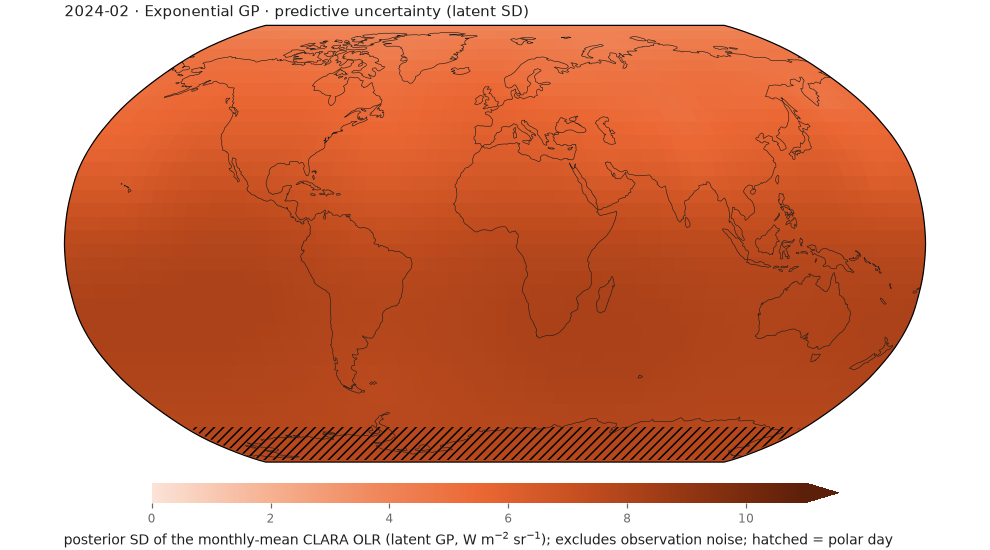 2024-02 · Exponential GP · predictive uncertainty (latent SD)
0 2 4 6 8 10
posterior SD of the monthly-mean CLARA OLR (latent GP, W m⁻² sr⁻¹); excludes observation noise; hatched = polar day